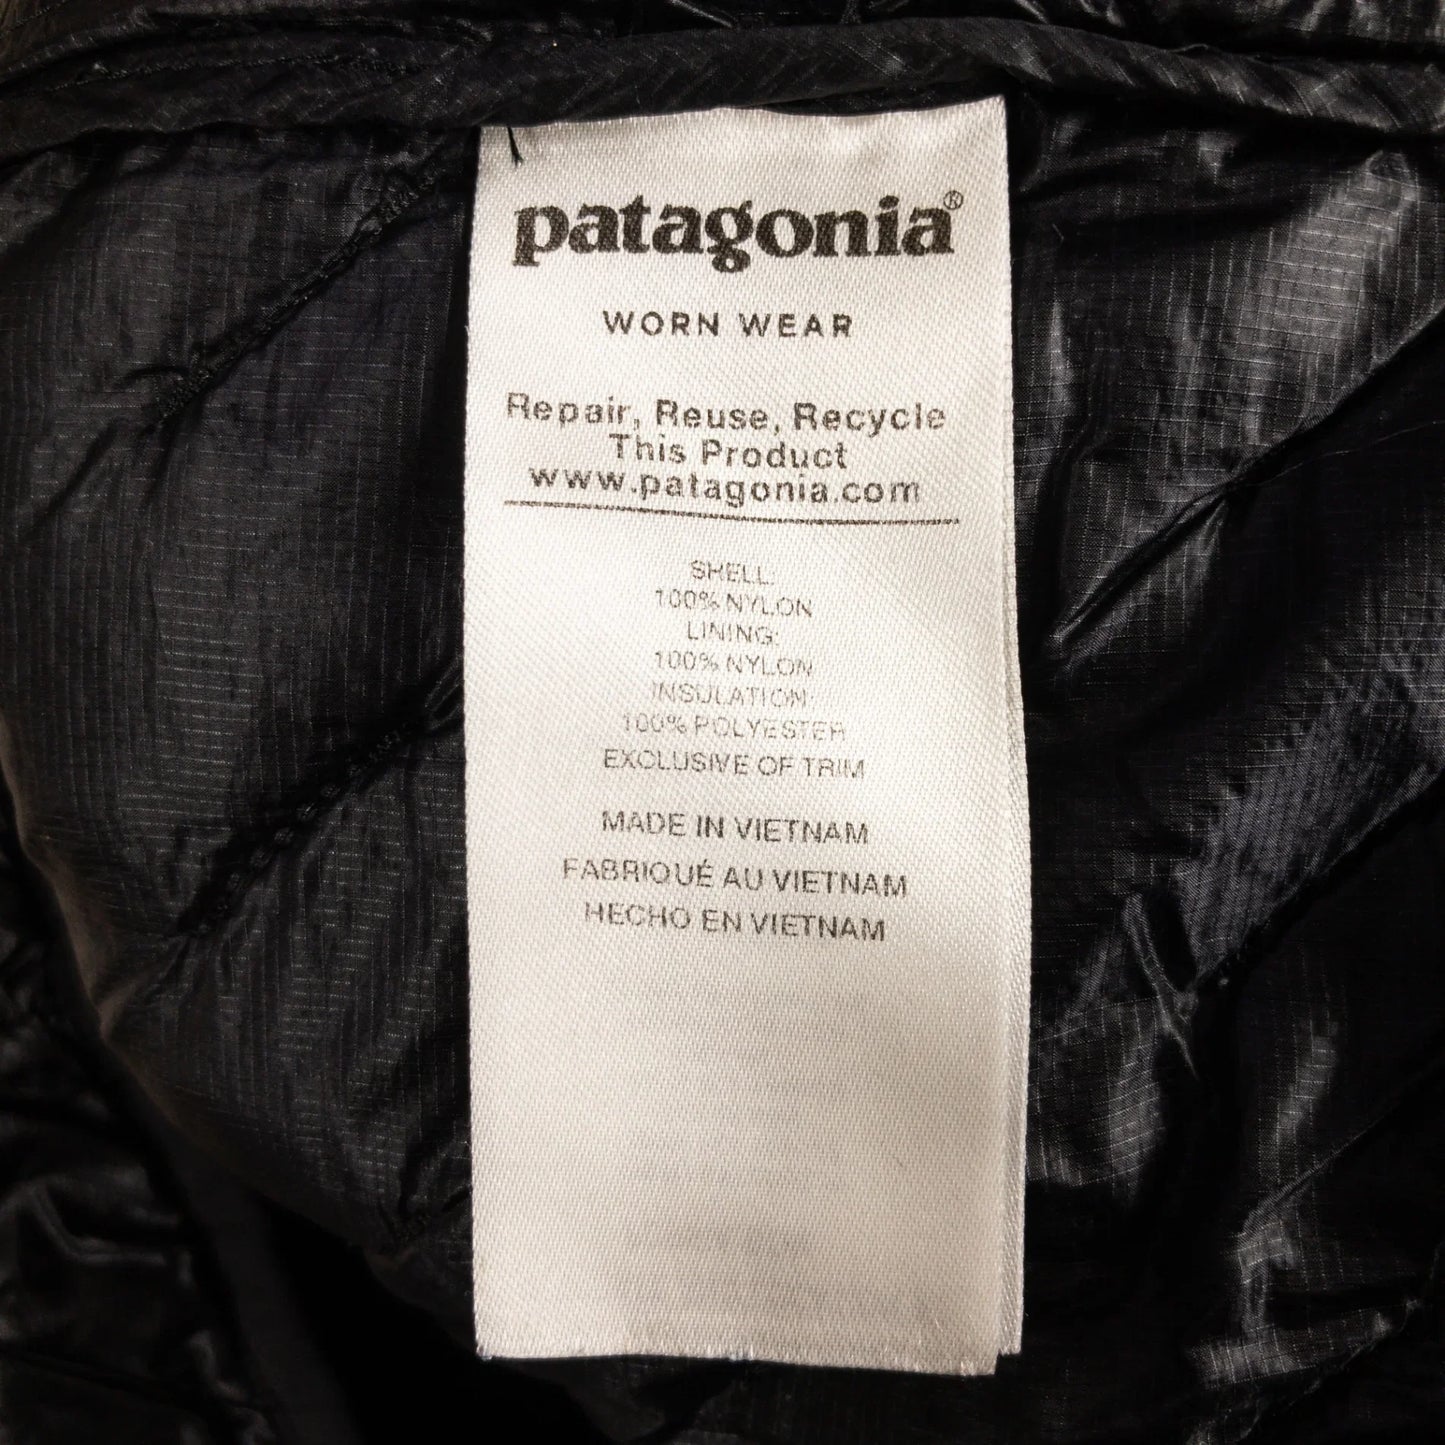 patagonia®
WORN WEAR
Repair, Reuse, Recycle
This Product
www.patagonia.com
SHELL:
100% NYLON
LINING:
100% NYLON
INSULATION:
100% POLYESTER
EXCLUSIVE OF TRIM
MADE IN VIETNAM
FABRIQUÉ AU VIETNAM
HECHO EN VIETNAM